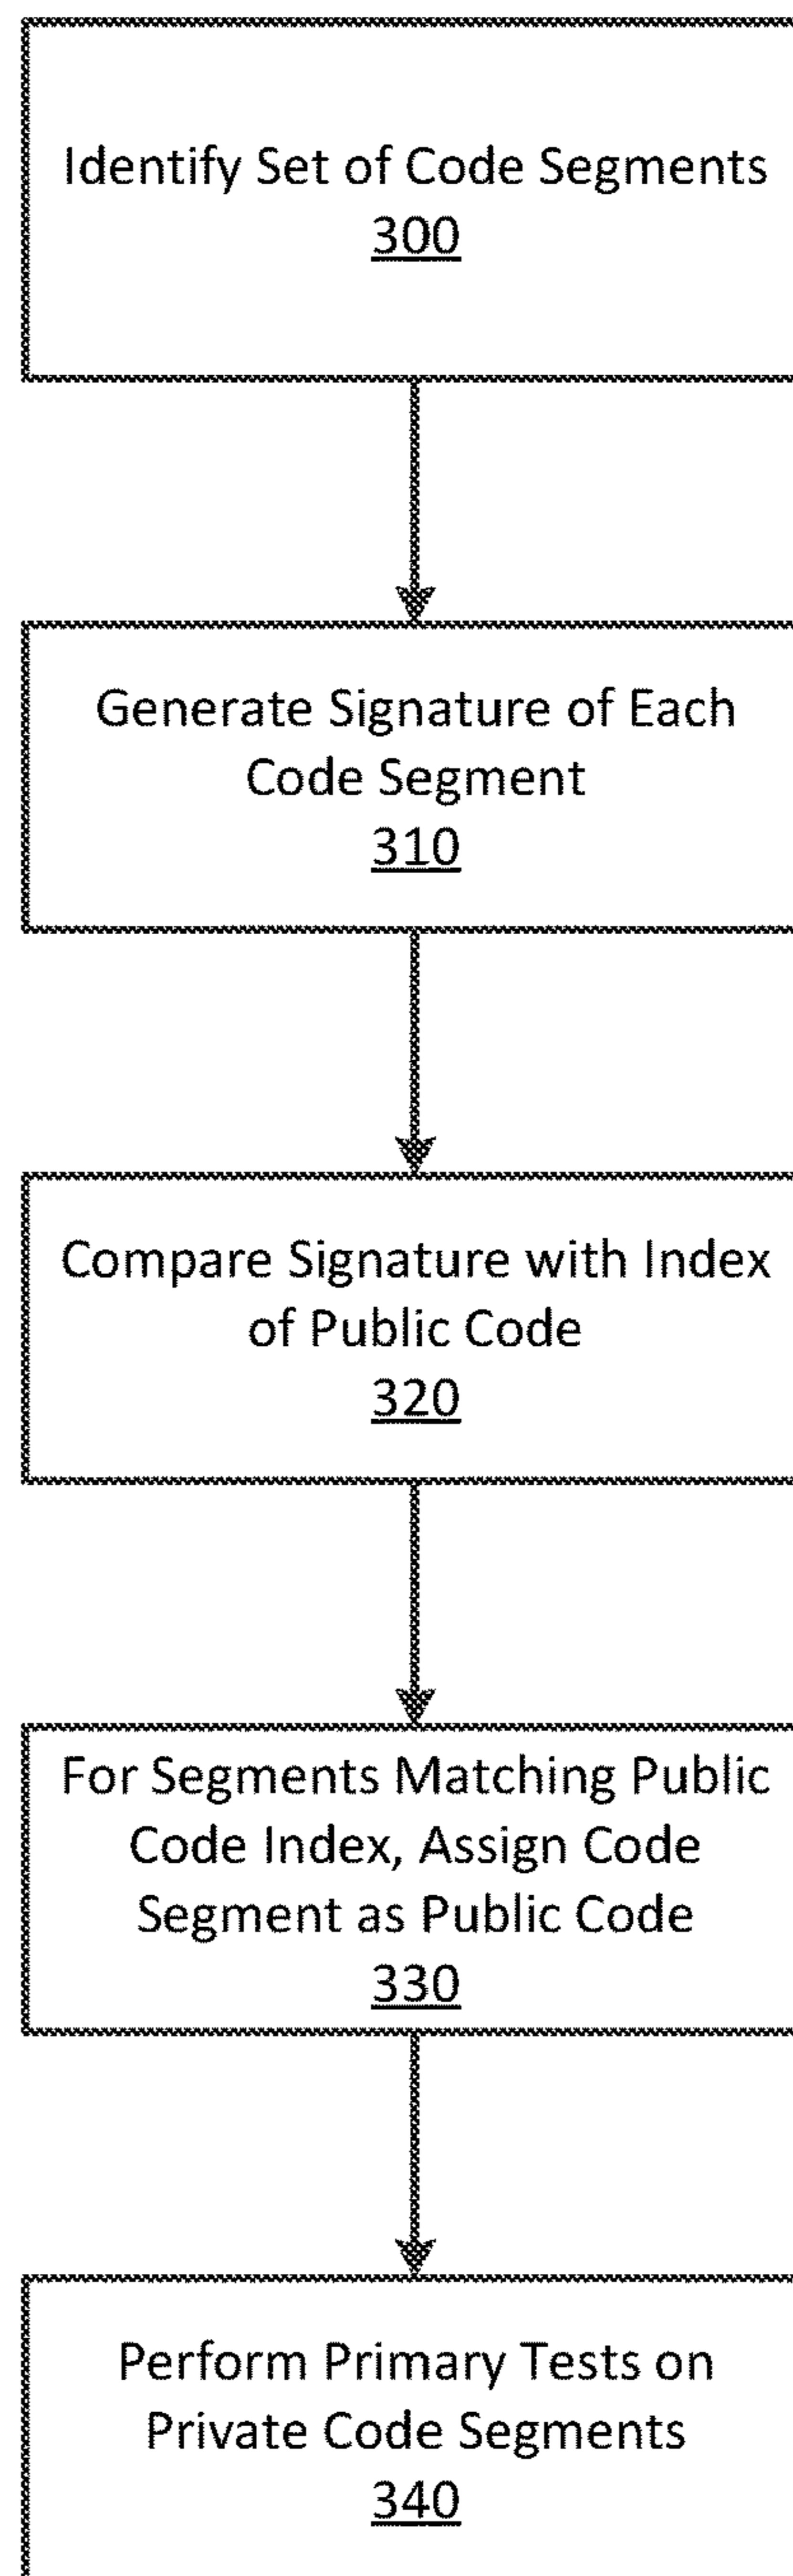 Identify Set of Code Segments
300
Generate Signature of Each
Code Segment
310
Compare Signature with Index
of Public Code
320
For Segments Matching Public
Code Index, Assign Code
Segment as Public Code
330
Perform Primary Tests on
Private Code Segments
340